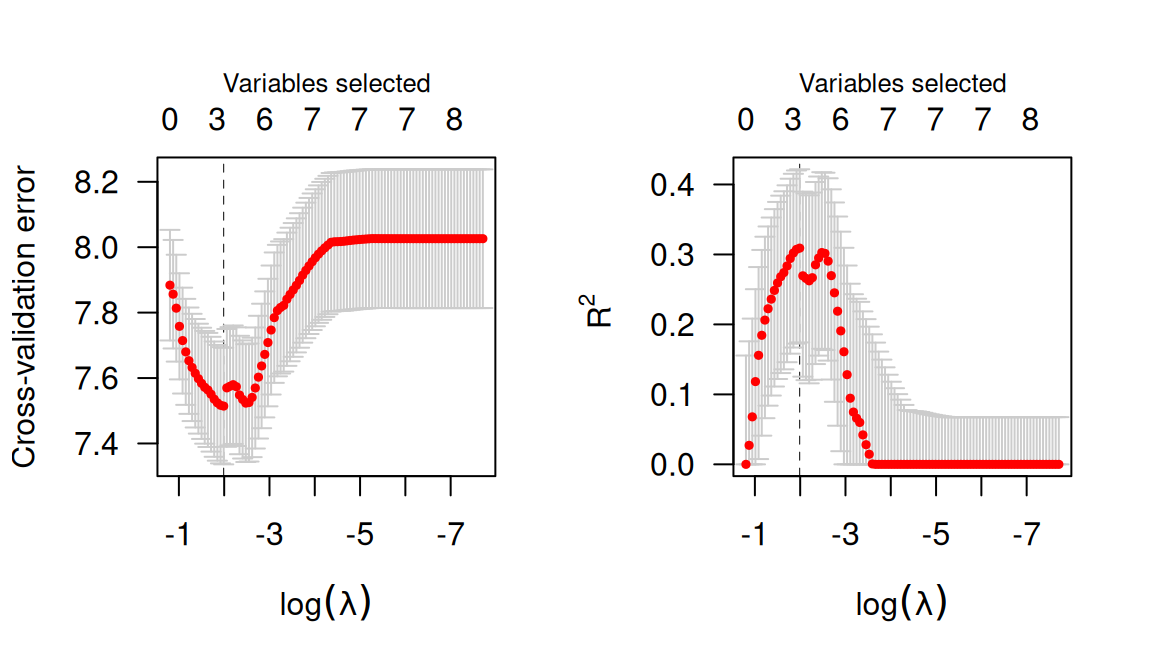 Variables selected
0 3 6 7 7 7 8
Cross-validation error
8.2
8.0
7.8
7.6
7.4
-1 -3 -5 -7
log(λ)
Variables selected
0 3 6 7 7 7 8
R2
0.4
0.3
0.2
0.1
0.0
-1 -3 -5 -7
log(λ)